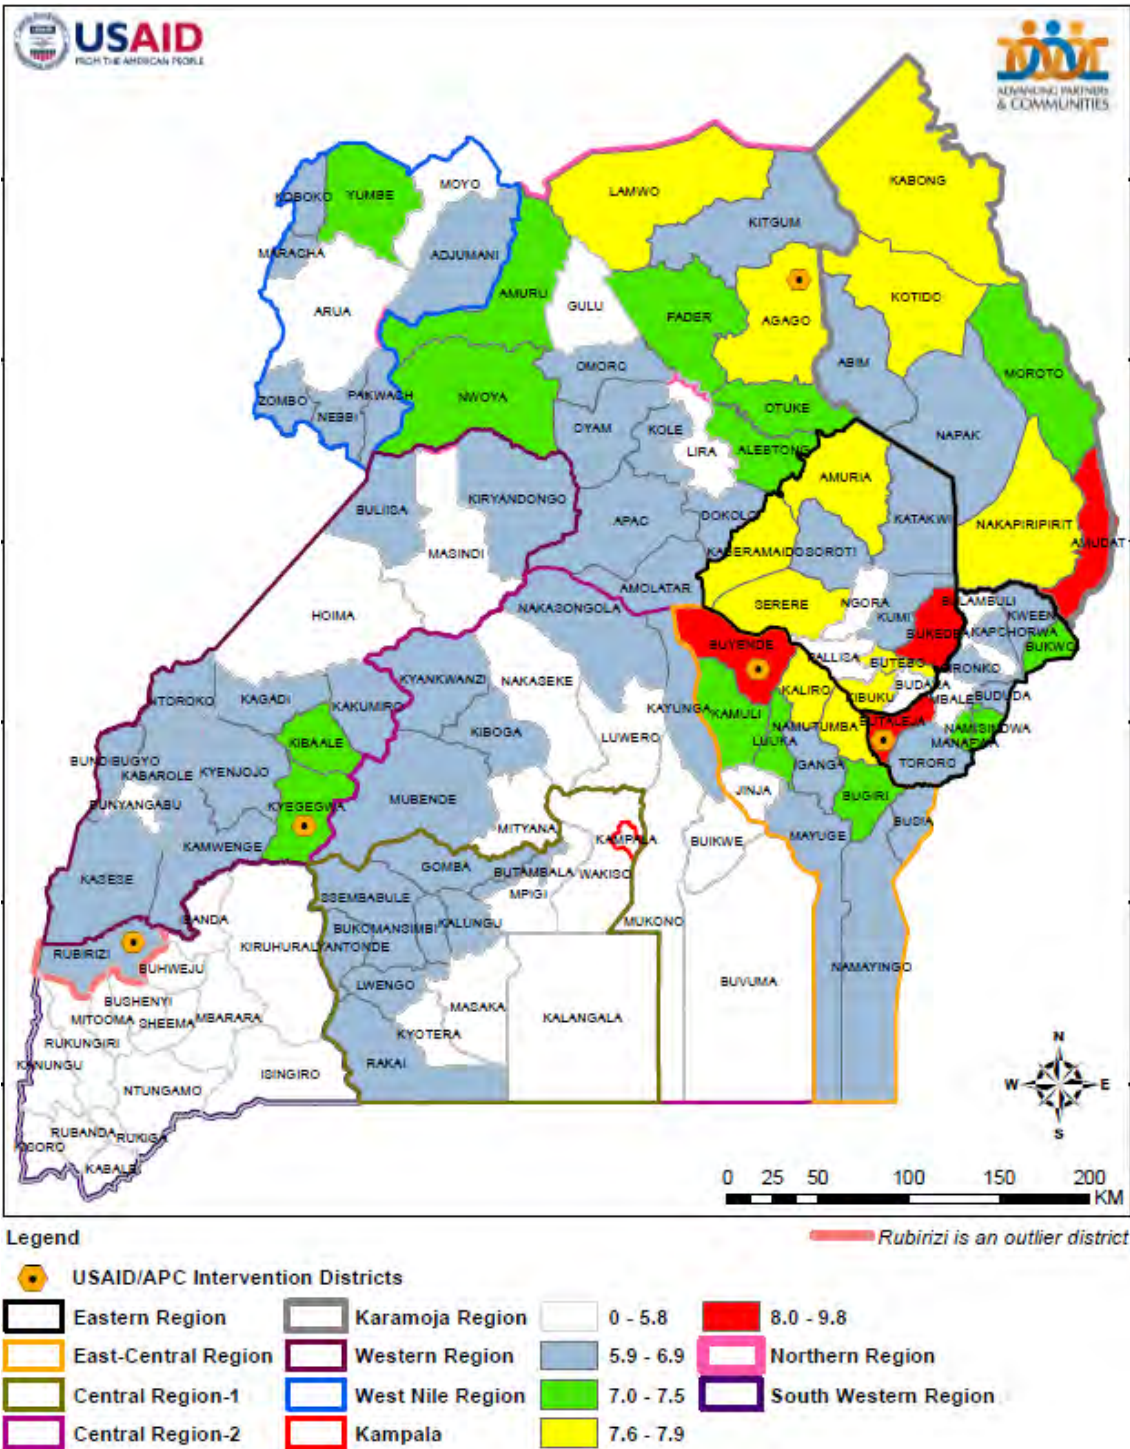 USAID
FROM THE AMERICAN PEOPLE
ADVANCING PARTNERS
& COMMUNITIES
KABONG
MOYO
YUMBE
KOBOKO
LAMWO
KITGUM
MARACHA
ADJUMANI
AMURU
GULU
ARUA
KOTIDO
PADER
AGAGO
ABIM
MOROTO
OMORO
PAKWACH
ZOMBO
NEBBI
NWOYA
OTUKE
OYAM
KOLE
LIRA
ALEBTONG
NAPAK
AMURIA
BULIISA
KIRYANDONGO
APAC
DOKOLO
KATAKWI
NAKAPIRIPIRIT
AMUDAT
MASINDI
KABERAMAIDO
SOROTI
AMOLATAR
HOIMA
NAKASONGOLA
SERERE
NGORA
KUMI
BULAMBULI
KWEEN
BUKEDEA
KAPCHORWA
BUKWO
BUYENDE
PALLISA
BUTEBO
SIRONKO
KYANKWANZI
NAKASEKE
KALIRO
KIBUKU
BUDAKA
MBALE
BUDUDA
NTOROKO
KAGADI
KAKUMIRO
KAYUNGA
KAMULI
NAMUTUMBA
BUTALEJA
NAMISINDWA
MANAFWA
KIBOGA
LUWERO
LUUKA
KIBAALE
BUNDIBUGYO
KABAROLE
KYENJOJO
IGANGA
TORORO
BUNYANGABU
KYEGEGWA
MUBENDE
JINJA
BUGIRI
MITYANA
KAMPALA
BUIKWE
MAYUGE
BUSIA
KAMWENGE
GOMBA
BUTAMBALA
WAKISO
KASESE
SSEMBABULE
MPIGI
IBANDA
BUKOMANSIMBI
KALUNGU
MUKONO
KIRUHURA
LYANTONDE
RUBIRIZI
BUHWEJU
NAMAYINGO
BUVUMA
LWENGO
BUSHENYI
MITOOMA
SHEEMA
MBARARA
MASAKA
KALANGALA
RUKUNGIRI
KYOTERA
KANUNGU
RAKAI
ISINGIRO
NTUNGAMO
RUBANDA
RUKIGA
KISORO
KABALE
N
W
E
S
0 25 50 100 150 200
KM
Legend
Rubirizi is an outlier district
USAID/APC Intervention Districts
Eastern Region
Karamoja Region
0 - 5.8
8.0 - 9.8
East-Central Region
Western Region
5.9 - 6.9
Northern Region
Central Region-1
West Nile Region
7.0 - 7.5
South Western Region
Central Region-2
Kampala
7.6 - 7.9